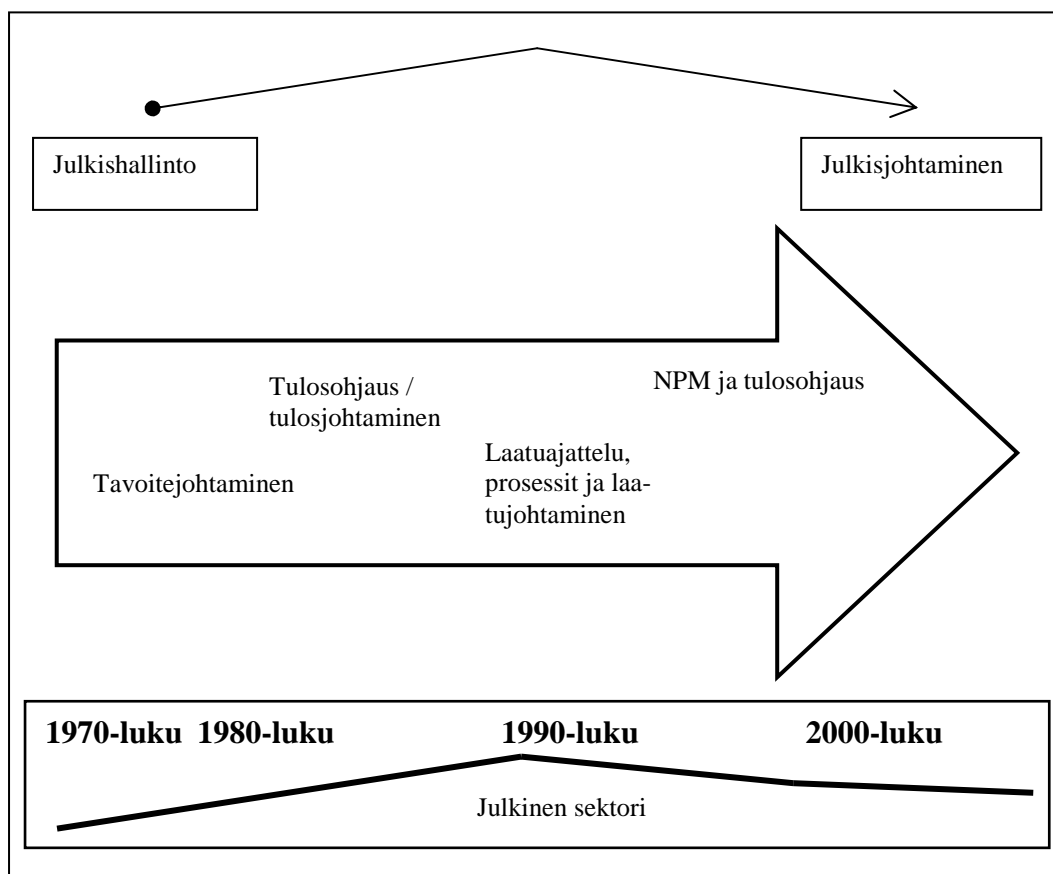 Julkishallinto
Julkisjohtaminen
NPM ja tulosohjaus
Tulosohjaus /
tulosjohtaminen
Laatuajattelu,
prosessit ja laa-
tujohtaminen
Tavoitejohtaminen
1970-luku 1980-luku 1990-luku 2000-luku
Julkinen sektori